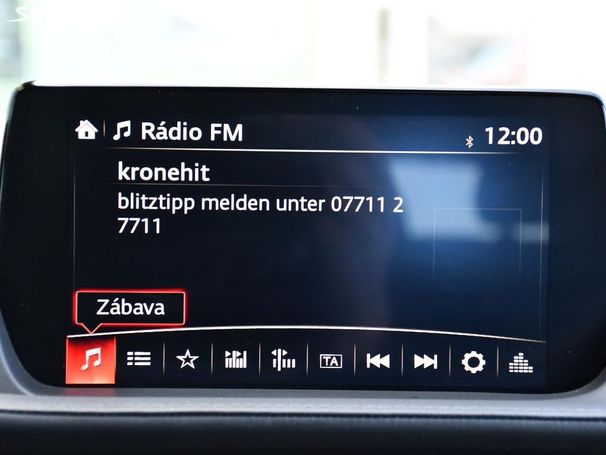 Rádio FM 12:00
kronehit
blitztipp melden unter 07711 2
7711
Zábava
TA